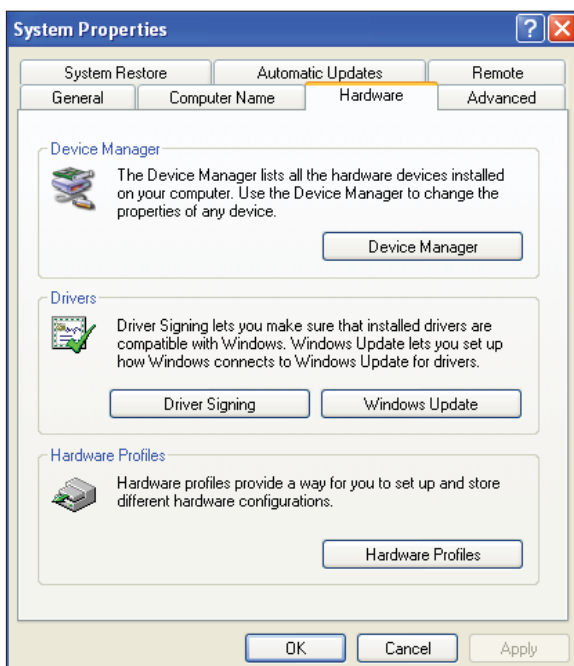 System Properties
System Restore Automatic Updates Remote
General Computer Name Hardware Advanced
Device Manager
The Device Manager lists all the hardware devices installed
on your computer. Use the Device Manager to change the
properties of any device.
Device Manager
Drivers
Driver Signing lets you make sure that installed drivers are
compatible with Windows. Windows Update lets you set up
how Windows connects to Windows Update for drivers.
Driver Signing Windows Update
Hardware Profiles
Hardware profiles provide a way for you to set up and store
different hardware configurations.
Hardware Profiles
OK Cancel Apply